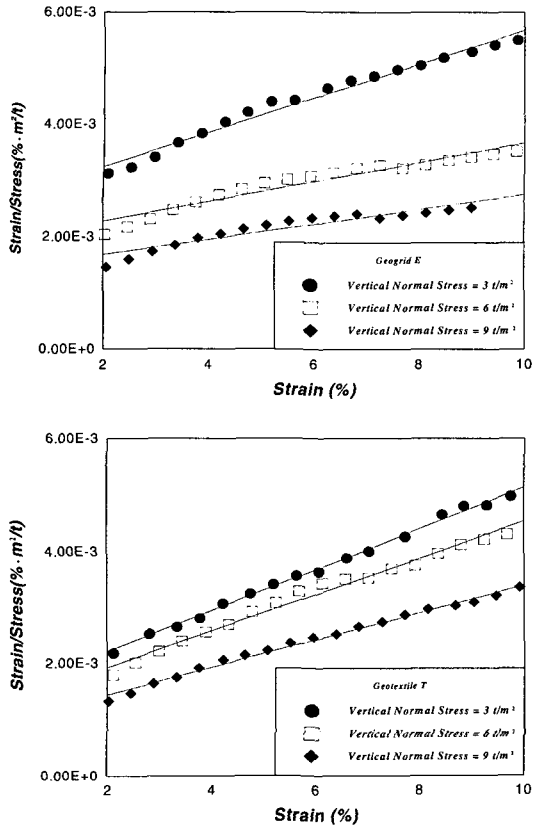 6.00E-3
4.00E-3
2.00E-3
0.00E+0
Strain/Stress(%·m²/t)
Geogrid E
Vertical Normal Stress = 3 t/m²
Vertical Normal Stress = 6 t/m²
Vertical Normal Stress = 9 t/m²
2 4 6 8 10
Strain (%)
6.00E-3
4.00E-3
2.00E-3
0.00E+0
Strain/Stress(%·m²/t)
Geotextile T
Vertical Normal Stress = 3 t/m²
Vertical Normal Stress = 6 t/m²
Vertical Normal Stress = 9 t/m²
2 4 6 8 10
Strain (%)